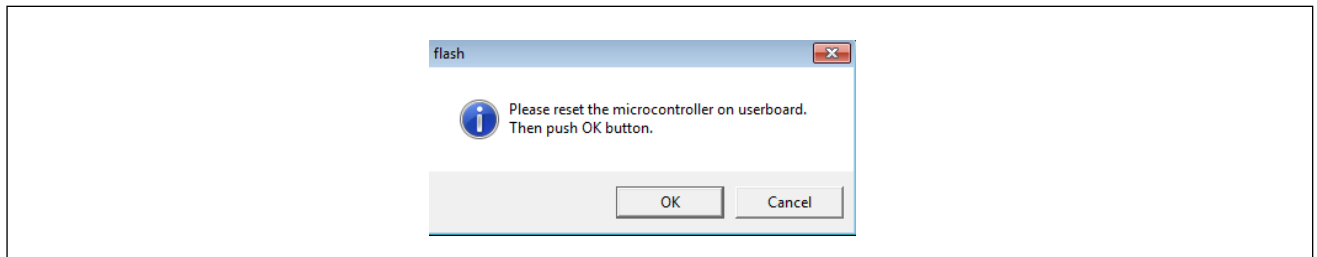 flash
Please reset the microcontroller on userboard.
Then push OK button.
OK
Cancel